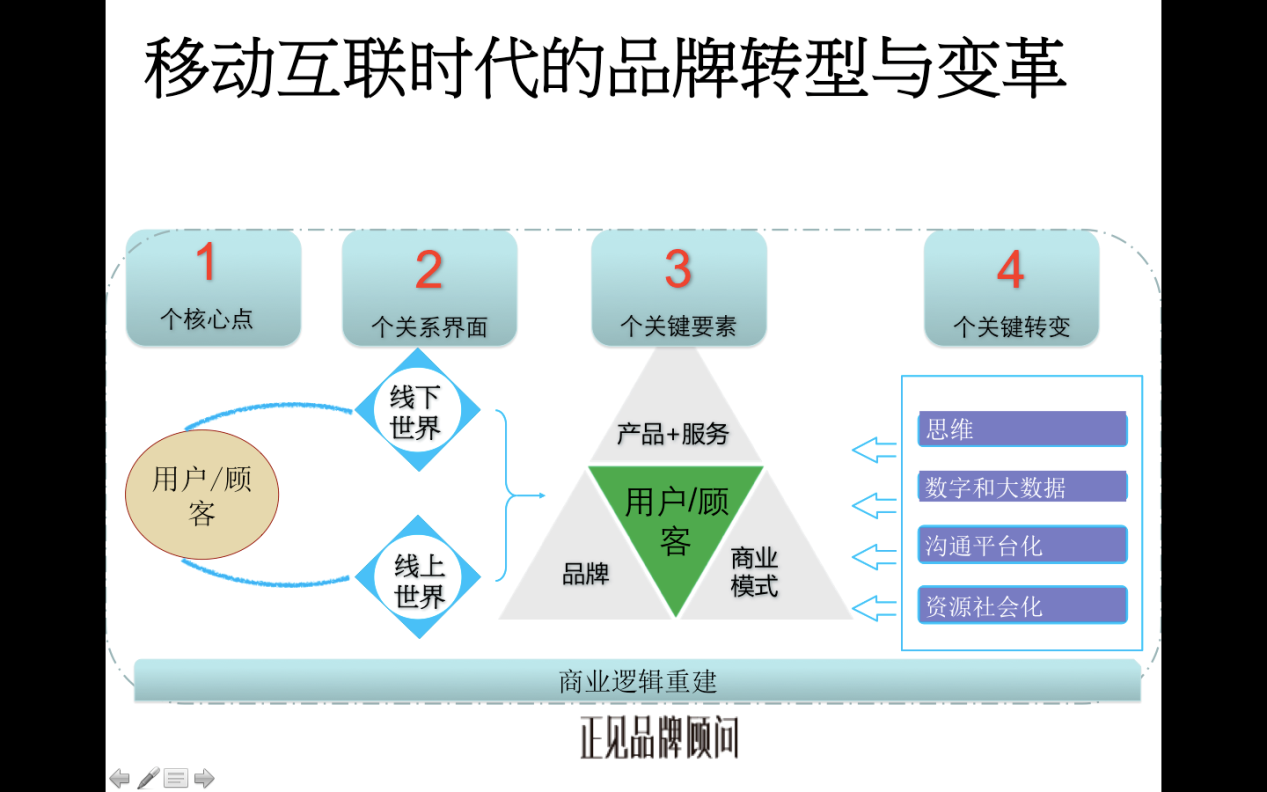 移动互联时代的品牌转型与变革
1
个核心点
2
个关系界面
3
个关键要素
4
个关键转变
用户/顾
客
线下
世界
线上
世界
产品+服务
用户/顾
客
品牌
商业
模式
思维
数字和大数据
沟通平台化
资源社会化
商业逻辑重建
正见品牌顾问